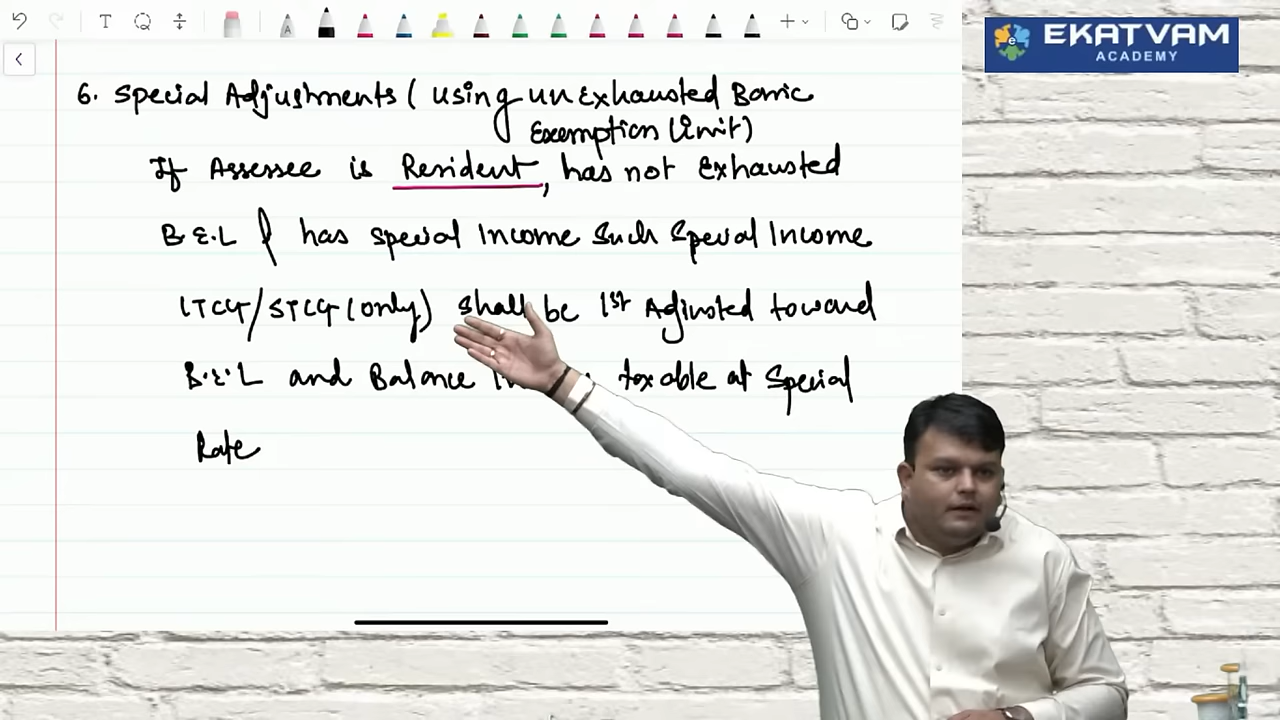 EKATVAM
ACADEMY
6. Special Adjustments ( using unExhausted Basic
Exemption Limit)
If Assessee is Resident, has not Exhausted
B.E.L & has special Income Such Special Income
LTCG/STCG (only) shall be 1st Adjusted toward
B.E.L and Balance taxable at Special
Rate